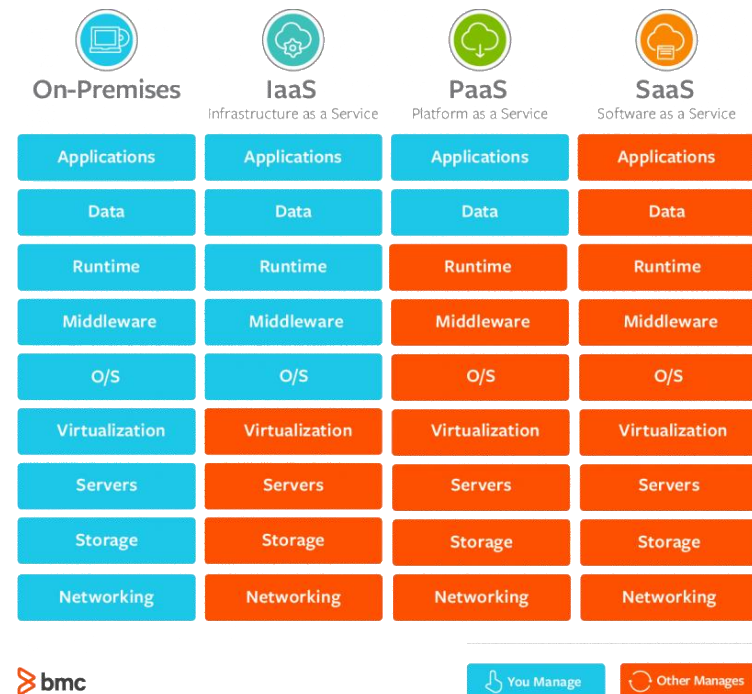 On-Premises IaaS PaaS SaaS
Infrastructure as a Service Platform as a Service Software as a Service
Applications Applications Applications Applications
Data Data Data Data
Runtime Runtime Runtime Runtime
Middleware Middleware Middleware Middleware
O/S O/S O/S O/S
Virtualization Virtualization Virtualization Virtualization
Servers Servers Servers Servers
Storage Storage Storage Storage
Networking Networking Networking Networking
bmc You Manage Other Manages